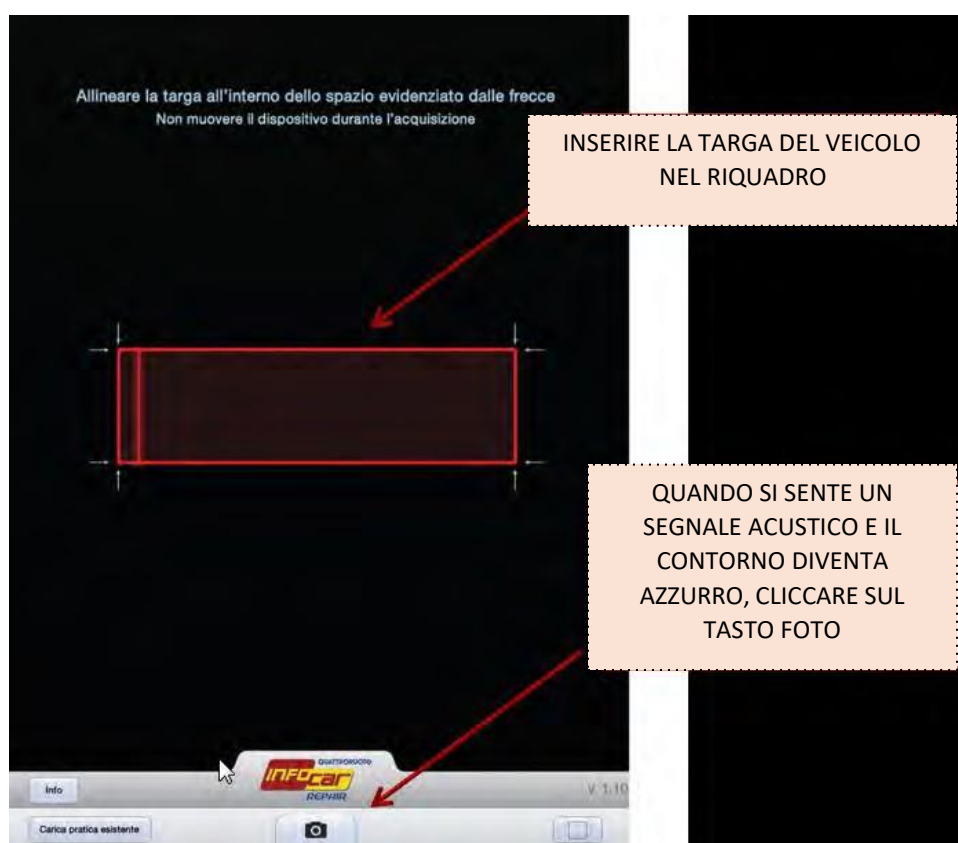 Allineare la targa all'interno dello spazio evidenziato dalle frecce
Non muovere il dispositivo durante l'acquisizione
INSERIRE LA TARGA DEL VEICOLO
NEL RIQUADRO
QUANDO SI SENTE UN
SEGNALE ACUSTICO E IL
CONTORNO DIVENTA
AZZURRO, CLICCARE SUL
TASTO FOTO
QUATTRORUOTE
INFOcar
REPAIR
Info
V. 1.10
Carica pratica esistente